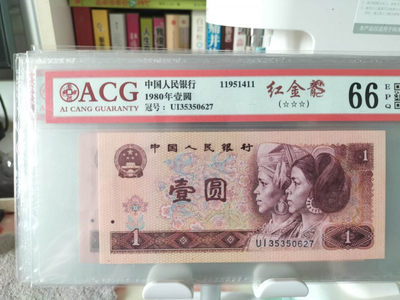 ACG
AI CANG GUARANTY
中国人民银行 11951411
1980年壹圆
冠号：UI35350627
红金龙
(☆☆☆)
66
E
P
Q
中国人民银行
1
壹圆
UI35350627
1
1